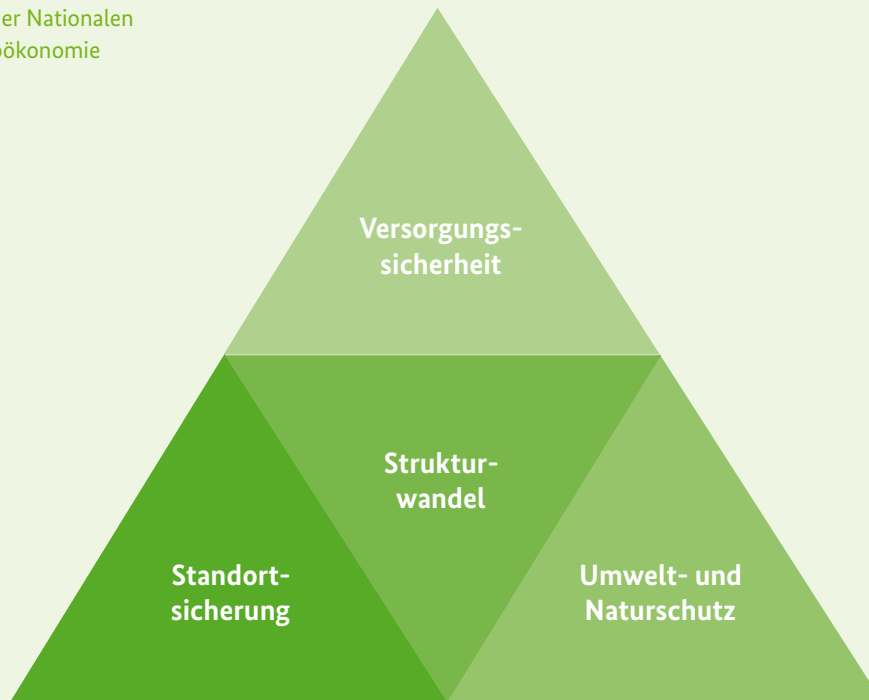 er Nationalen
ökonomie
Versorgungs-
sicherheit
Struktur-
wandel
Standort-
sicherung
Umwelt- und
Naturschutz